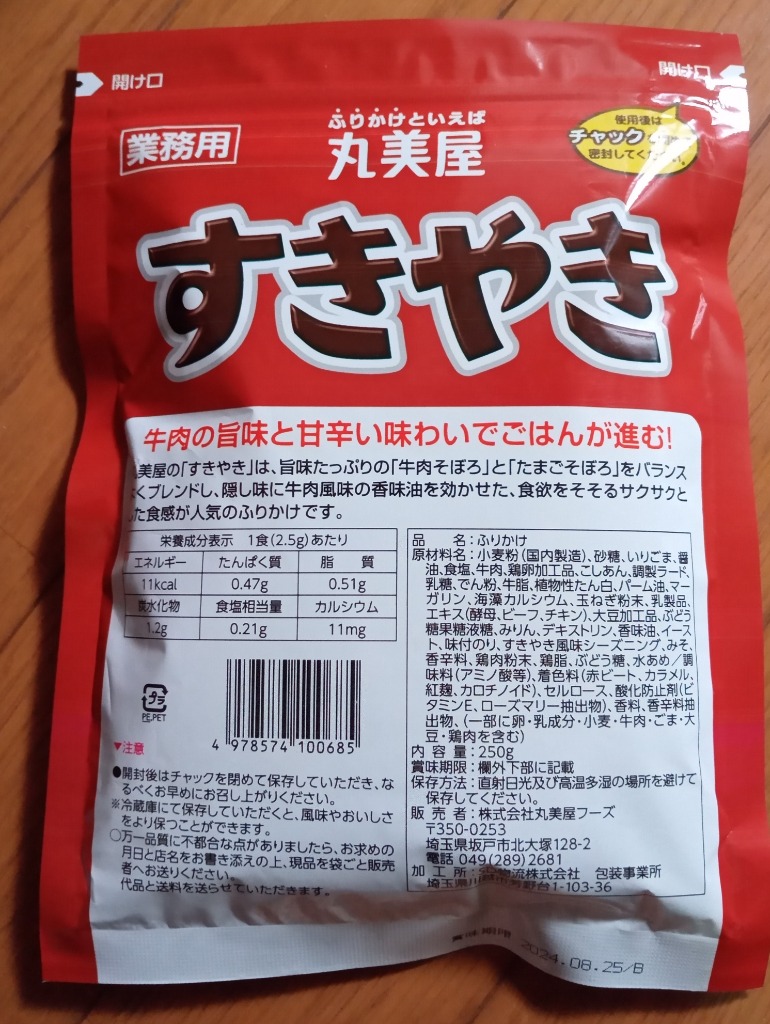 開け口
開け口
業務用
ふりかけといえば
丸美屋
使用後は
チャック
密封してく
すきやき
牛肉の旨味と甘辛い味わいでごはんが進む!
美屋の「すきやき」は、旨味たっぷりの「牛肉そぼろ」と「たまごそぼろ」をバランス
くブレンドし、隠し味に牛肉風味の香味油を効かせた、食欲をそそるサクサクと
た食感が人気のふりかけです。
栄養成分表示 1食(2.5g)あたり
エネルギー たんぱく質 脂質
11kcal 0.47g 0.51g
炭水化物 食塩相当量 カルシウム
1.2g 0.21g 11mg
プラ
PE,PET
4 978574 100685
▼注意
●開封後はチャックを閉めて保存していただき、な
るべくお早めにお召し上がりください。
※冷蔵庫にて保存していただくと、風味やおいしさ
をより保つことができます。
○万一品質に不都合な点がありましたら、お求めの
月日と店名をお書き添えの上、現品を袋ごと販売
者へお送りください。
代品と送料を送らせていただきます。
品名:ふりかけ
原材料名:小麦粉(国内製造)、砂糖、いりごま、醤
油、食塩、牛肉、鶏卵加工品、こしあん、調製ラード、
乳糖、でん粉、牛脂、植物性たん白、パーム油、マー
ガリン、海藻カルシウム、玉ねぎ粉末、乳製品、
エキス(酵母、ビーフ、チキン)、大豆加工品、ぶどう
糖果糖液糖、みりん、デキストリン、香味油、イース
ト、味付のり、すきやき風味シーズニング、みそ、
香辛料、鶏肉粉末、鶏脂、ぶどう糖、水あめ/調
味料(アミノ酸等)、着色料(赤ビート、カラメル、
紅麹、カロチノイド)、セルロース、酸化防止剤(ビ
タミンE、ローズマリー抽出物)、香料、香辛料抽
出物、(一部に卵・乳成分・小麦・牛肉・ごま・大
豆・鶏肉を含む)
内容量:250g
賞味期限:欄外下部に記載
保存方法:直射日光及び高温多湿の場所を避けて
保存してください。
販売者:株式会社丸美屋フーズ
〒350-0253
埼玉県坂戸市北大塚128-2
電話 049(289)2681
加工所: 流株式会社 包装事業所
埼玉県川 台1-103-36
賞味期限 2024.08.25/B